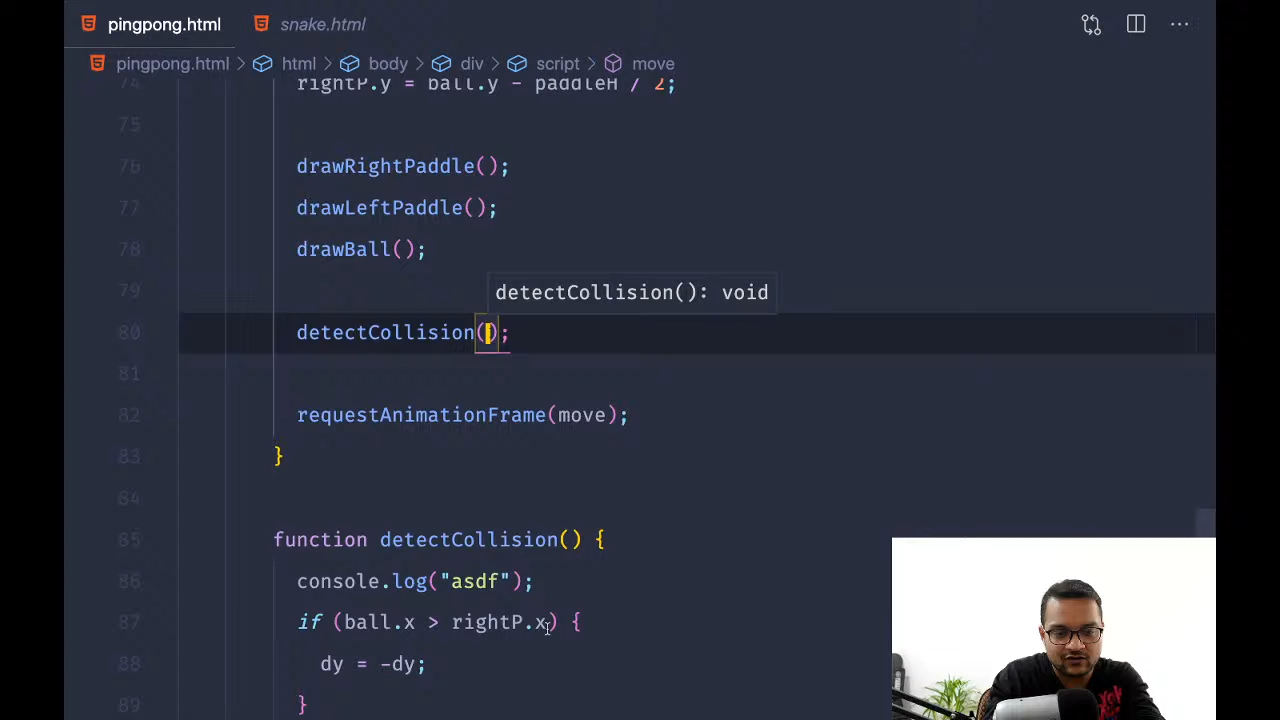 pingpong.html
snake.html
pingpong.html > html > body > div > script > move
74 rightP.y = ball.y - paddleH / 2;
75
76 drawRightPaddle();
77 drawLeftPaddle();
78 drawBall();
79
detectCollision(): void
80 detectCollision();
81
82 requestAnimationFrame(move);
83 }
84
85 function detectCollision() {
86 console.log("asdf");
87 if (ball.x > rightP.x) {
88 dy = -dy;
89 }